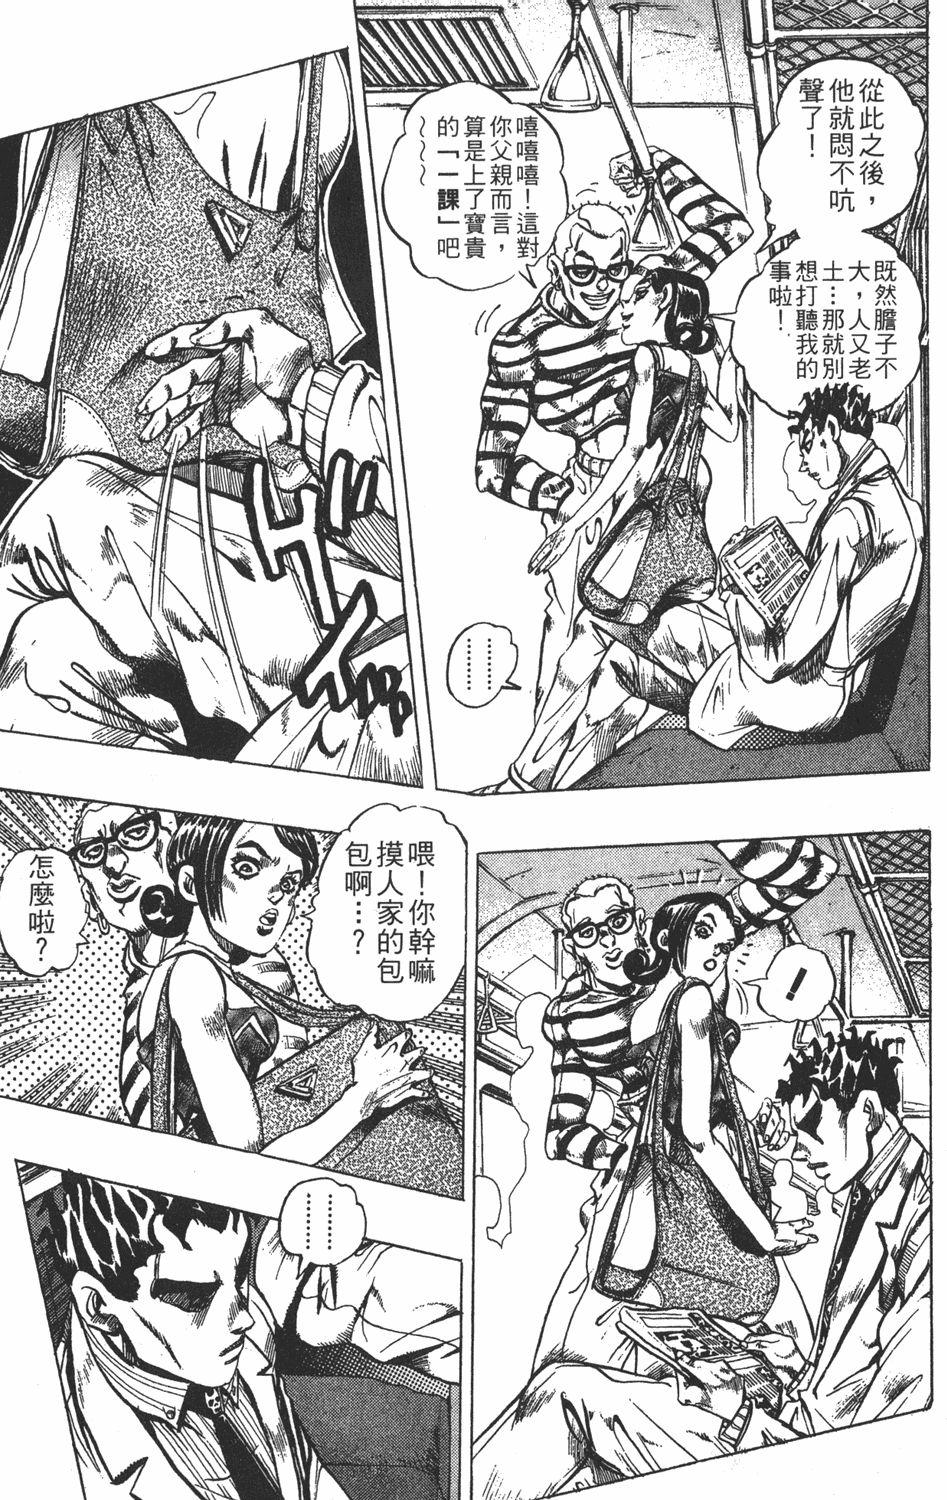 從此之後，
他就悶不吭
聲了！
既然膽子不
大，人又老
土…那就別
想打聽我的
事啦！
嘻嘻嘻！這對
你父親而言，
算是上了寶貴
的「一課」吧
～～～
………
！
喂！你幹嘛
摸人家的包
包啊…？
怎麼啦？
………